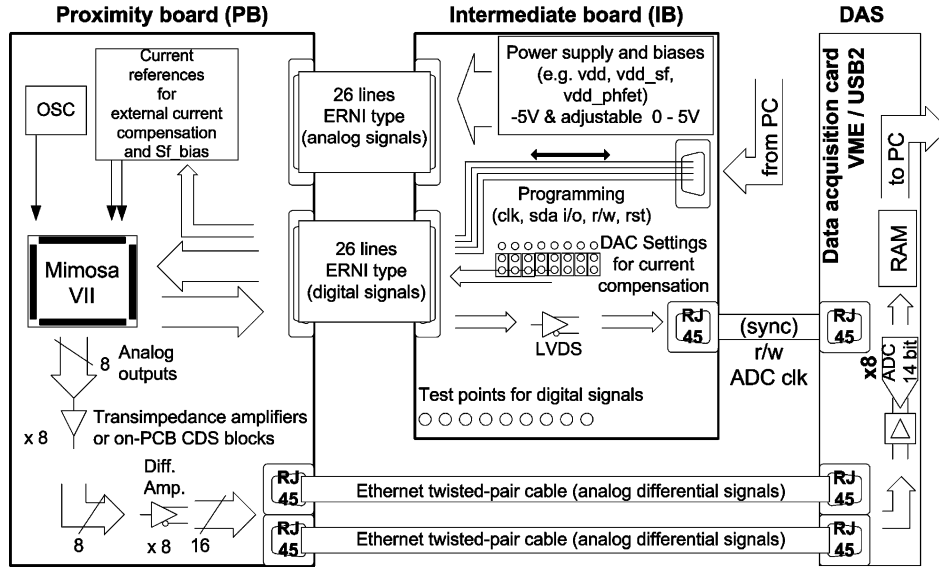 Proximity board (PB)
Intermediate board (IB)
DAS
OSC
Current
references
for
external current
compensation
and Sf_bias
26 lines
ERNI type
(analog signals)
Power supply and biases
(e.g. vdd, vdd_sf,
vdd_phfet)
-5V & adjustable 0 - 5V
from PC
Data acquisition card
VME / USB2
to PC
Programming
(clk, sda i/o, r/w, rst)
Mimosa
VII
26 lines
ERNI type
(digital signals)
DAC Settings
for current
compensation
RAM
LVDS
RJ
45
(sync)
r/w
ADC clk
RJ
45
x8
ADC
14 bit
8
Analog
outputs
Test points for digital signals
x 8
Transimpedance amplifiers
or on-PCB CDS blocks
Diff.
Amp.
8
x 8
16
RJ
45
Ethernet twisted-pair cable (analog differential signals)
RJ
45
RJ
45
Ethernet twisted-pair cable (analog differential signals)
RJ
45